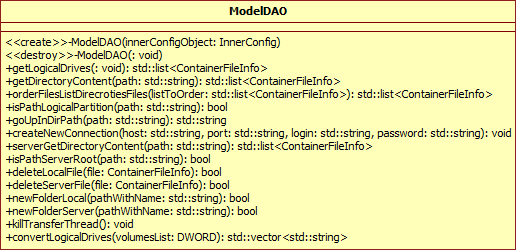 ModelDAO
<<create>>-ModelDAO(innerConfigObject: InnerConfig)
<<destroy>>-ModelDAO(: void)
+getLogicalDrives(: void): std::list<ContainerFileInfo>
+getDirectoryContent(path: std::string): std::list<ContainerFileInfo>
+orderFilesListDirecrotiesFiles(listToOrder: std::list<ContainerFileInfo>): std::list<ContainerFileInfo>
+isPathLogicalPartition(path: std::string): bool
+goUpInDirPath(path: std::string): std::string
+createNewConnection(host: std::string, port: std::string, login: std::string, password: std::string): void
+serverGetDirectoryContent(path: std::string): std::list<ContainerFileInfo>
+isPathServerRoot(path: std::string): bool
+deleteLocalFile(file: ContainerFileInfo): bool
+deleteServerFile(file: ContainerFileInfo): bool
+newFolderLocal(pathWithName: std::string): bool
+newFolderServer(pathWithName: std::string): bool
+killTransferThread(): void
+convertLogicalDrives(volumesList: DWORD): std::vector<std::string>